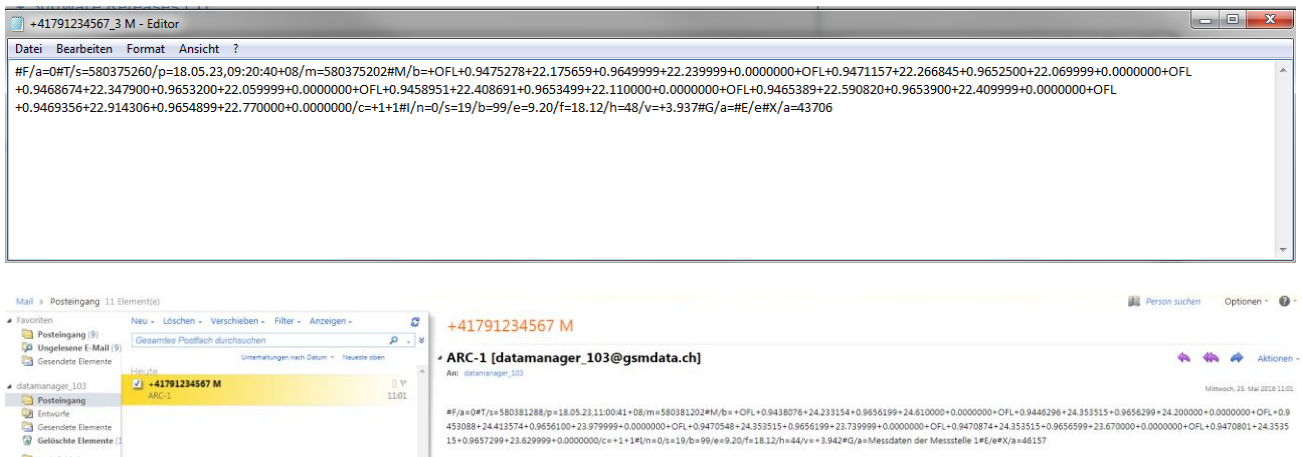 +41791234567_3 M - Editor
Datei Bearbeiten Format Ansicht ?
#F/a=0#T/s=580375260/p=18.05.23,09:20:40+08/m=580375202#M/b=+OFL+0.9475278+22.175659+0.9649999+22.239999+0.0000000+OFL+0.9471157+22.266845+0.9652500+22.069999+0.0000000+OFL
+0.9468674+22.347900+0.9653200+22.059999+0.0000000+OFL+0.9458951+22.408691+0.9653499+22.110000+0.0000000+OFL+0.9465389+22.590820+0.9653900+22.409999+0.0000000+OFL
+0.9469356+22.914306+0.9654899+22.770000+0.0000000/c=+1+1#I/n=0/s=19/b=99/e=9.20/f=18.12/h=48/v=+3.937#G/a=#E/e#X/a=43706
Mail > Posteingang 11 Element(e)
Person suchen Optionen
Favoriten
Posteingang (9)
Ungelesene E-Mail (9)
Gesendete Elemente
datamanager_103
Posteingang
Entwürfe
Gesendete Elemente
Gelöschte Elemente (1
Neu Löschen Verschieben Filter Anzeigen
Gesamtes Postfach durchsuchen
Unterhaltungen nach Datum Neueste oben
Heute
+41791234567 M
ARC-1 11:01
+41791234567 M
ARC-1 [datamanager_103@gsmdata.ch]
An: datamanager_103
Aktionen
Mittwoch, 23. Mai 2018 11:01
#F/a=0#T/s=580381288/p=18.05.23,11:00:41+08/m=580381202#M/b=+OFL+0.9438076+24.233154+0.9656199+24.610000+0.0000000+OFL+0.9446296+24.353515+0.9656299+24.200000+0.0000000+OFL+0.9
453088+24.413574+0.9656100+23.979999+0.0000000+OFL+0.9470548+24.353515+0.9656199+23.739999+0.0000000+OFL+0.9470874+24.353515+0.9656599+23.670000+0.0000000+OFL+0.9470801+24.3535
15+0.9657299+23.629999+0.0000000/c=+1+1#I/n=0/s=19/b=99/e=9.20/f=18.12/h=44/v=+3.942#G/a=Messdaten der Messstelle 1#E/e#X/a=46157